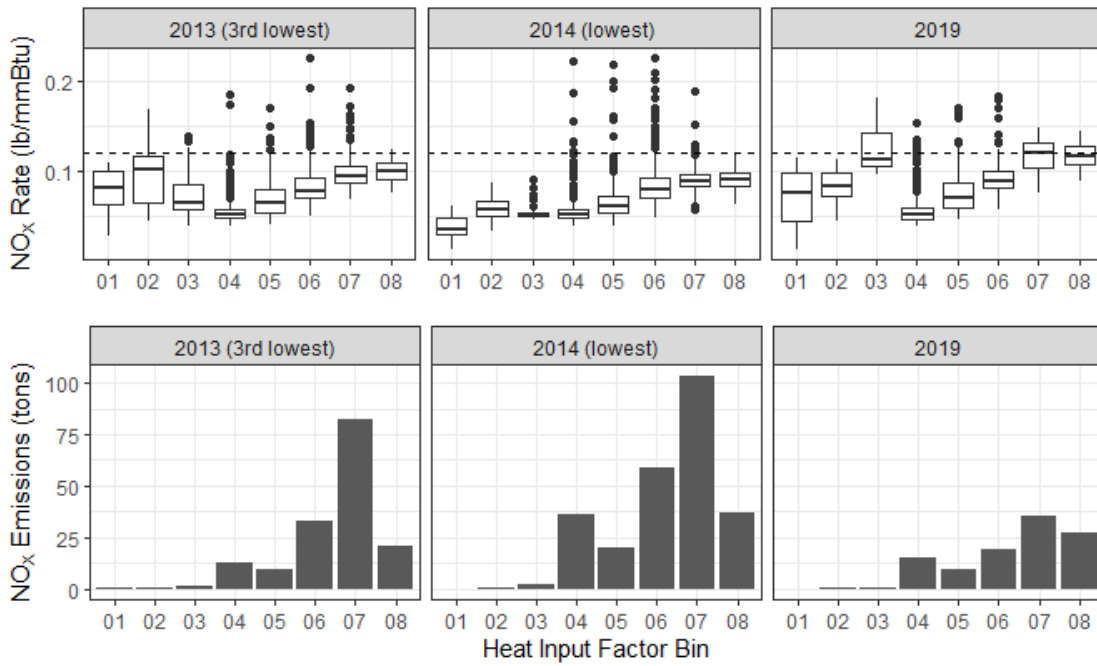 2013 (3rd lowest) 2014 (lowest) 2019
NOx Rate (lb/mmBtu)
0.2
0.1
01 02 03 04 05 06 07 08 01 02 03 04 05 06 07 08 01 02 03 04 05 06 07 08
2013 (3rd lowest) 2014 (lowest) 2019
NOx Emissions (tons)
100
75
50
25
0
01 02 03 04 05 06 07 08 01 02 03 04 05 06 07 08 01 02 03 04 05 06 07 08
Heat Input Factor Bin